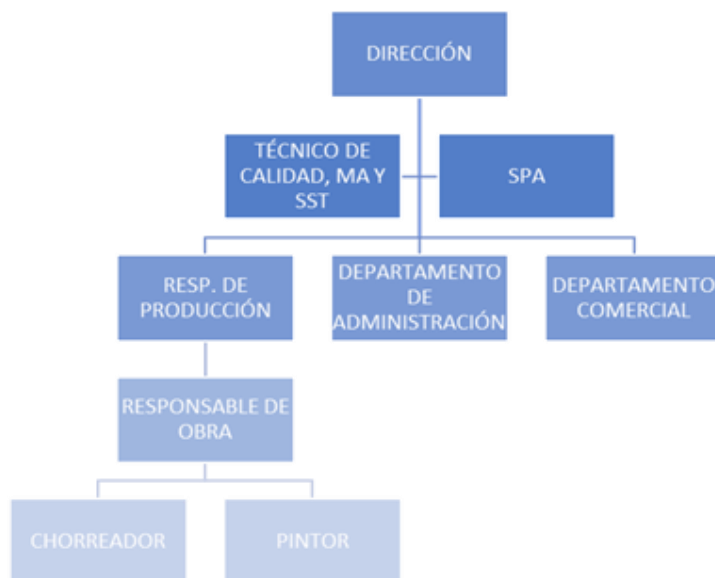 DIRECCIÓN
TÉCNICO DE
CALIDAD, MA Y
SST
SPA
RESP. DE
PRODUCCIÓN
DEPARTAMENTO
DE
ADMINISTRACIÓN
DEPARTAMENTO
COMERCIAL
RESPONSABLE DE
OBRA
CHORREADOR
PINTOR